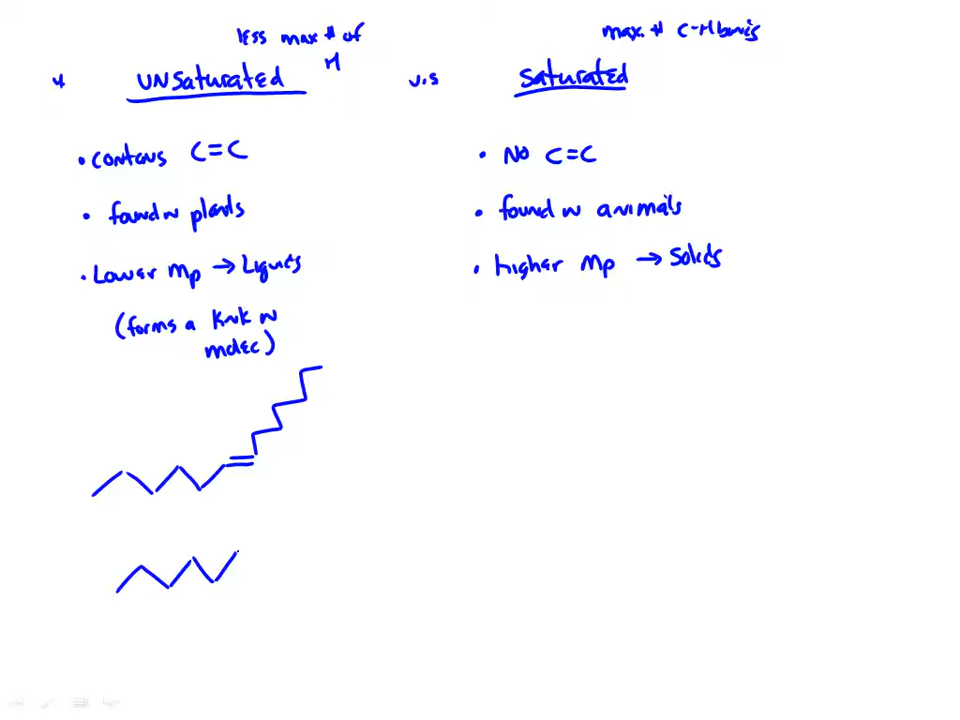 less max # of
H
max. # C-H bonds
UNSaturated
v.s
Saturated
• contains C=C
• No C=C
• found in plants
• found in animals
• Lower Mp → Liquids
• higher Mp → Solids
(forms a kink in
molec)